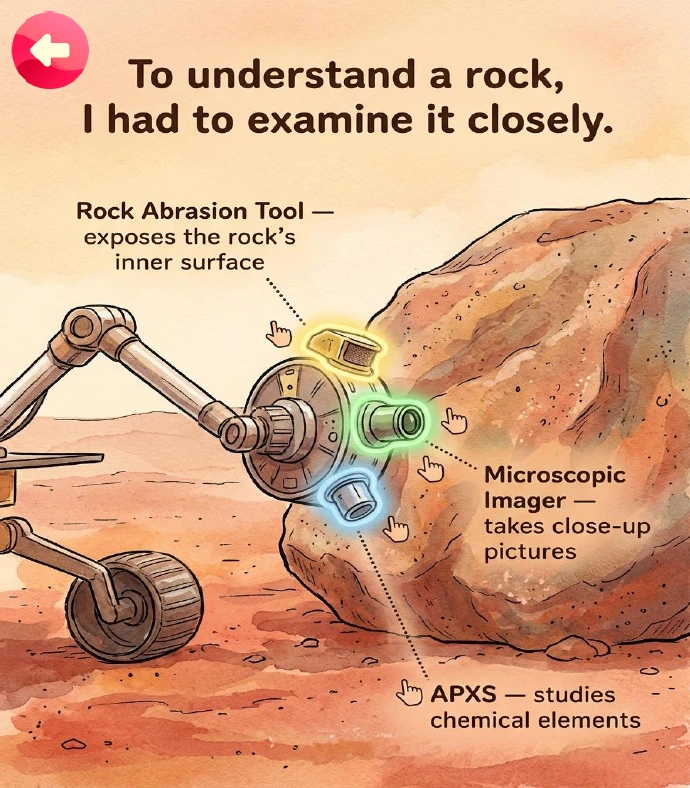 To understand a rock,
I had to examine it closely.
Rock Abrasion Tool —
exposes the rock’s
inner surface
Microscopic
Imager —
takes close-up
pictures
APXS — studies
chemical elements